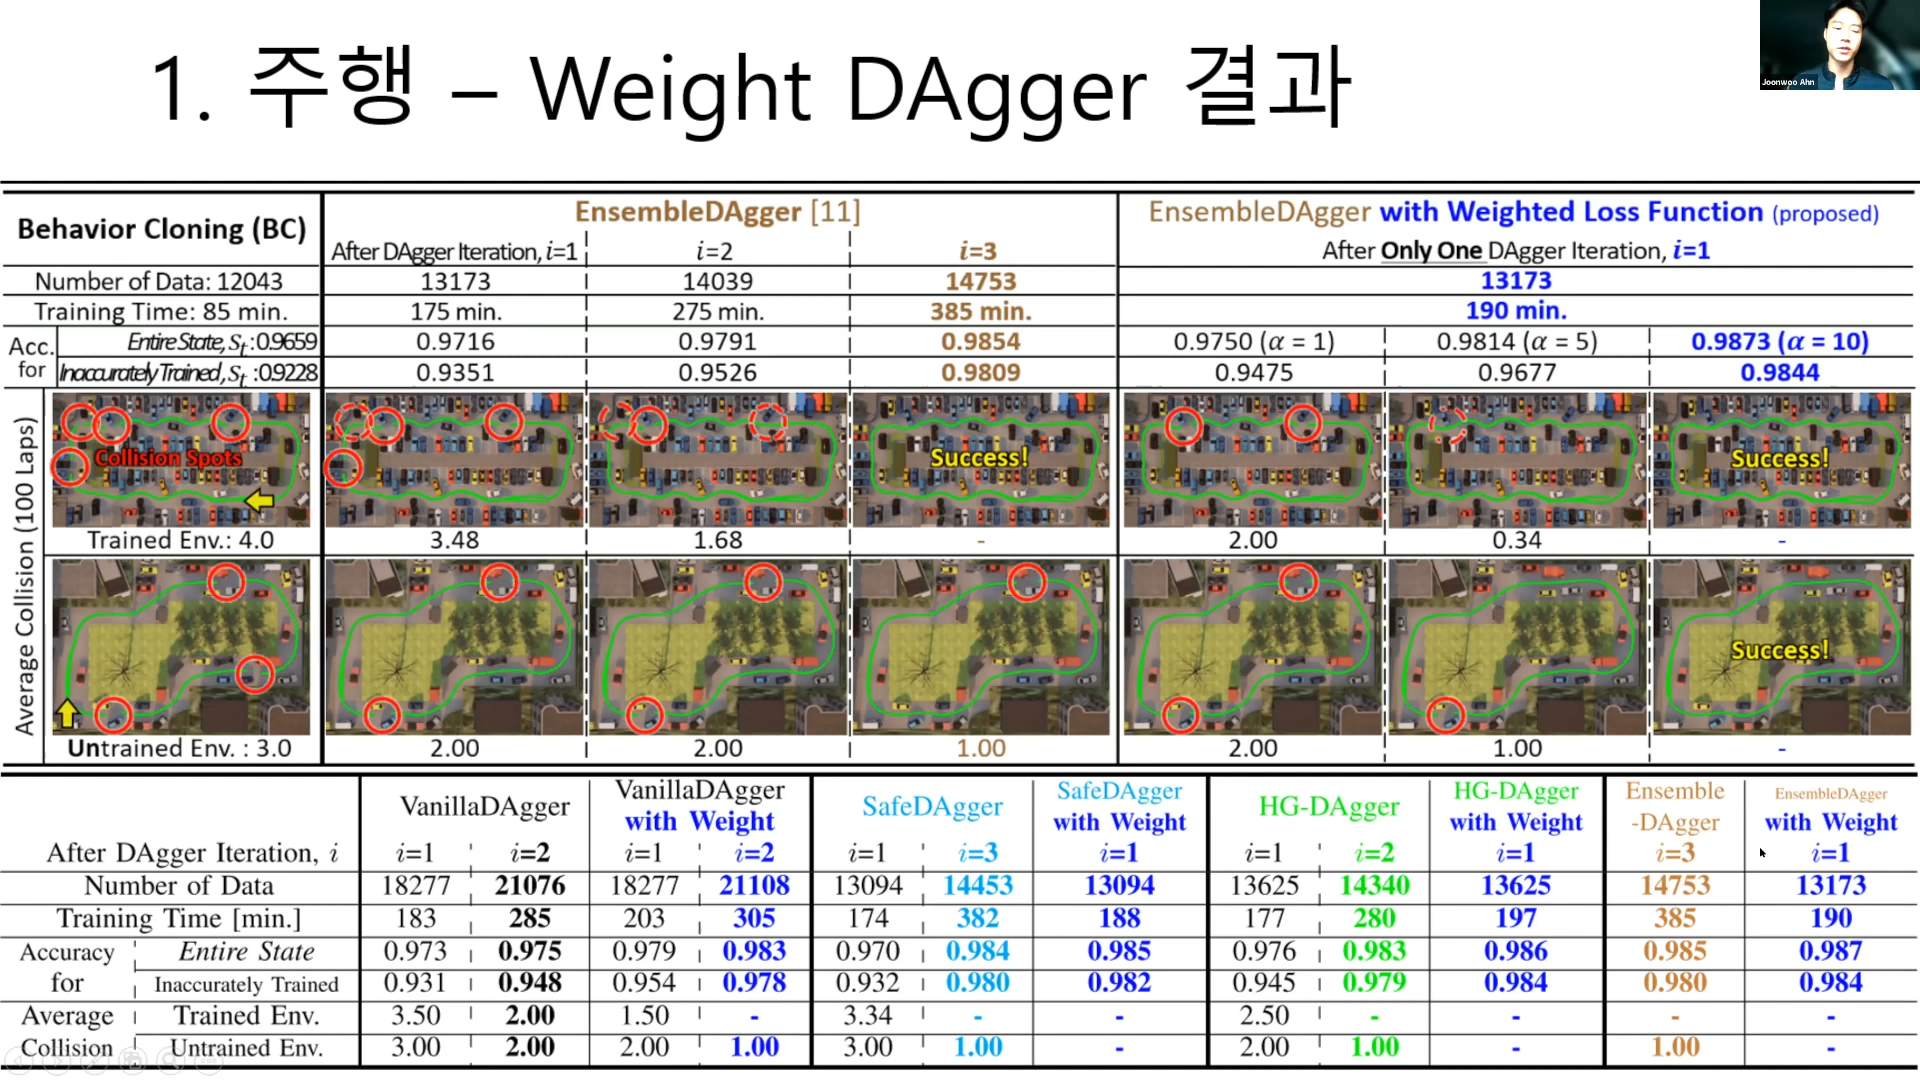 1. 주행 – Weight DAgger 결과
Joonwoo Ahn
Behavior Cloning (BC)
EnsembleDAgger [11]
EnsembleDAgger with Weighted Loss Function (proposed)
After DAgger Iteration, i=1 i=2 i=3
After Only One DAgger Iteration, i=1
Number of Data: 12043 13173 14039 14753 13173
Training Time: 85 min. 175 min. 275 min. 385 min. 190 min.
Acc. for
Entire State, St :0.9659 0.9716 0.9791 0.9854 0.9750 (α = 1) 0.9814 (α = 5) 0.9873 (α = 10)
Inaccurately Trained, St :0.9228 0.9351 0.9526 0.9809 0.9475 0.9677 0.9844
Average Collision (100 Laps)
Collision Spots
Success!
Success!
Success!
Trained Env.: 4.0 3.48 1.68 - 2.00 0.34 -
Success!
Untrained Env. : 3.0 2.00 2.00 1.00 2.00 1.00 -
VanillaDAgger
VanillaDAgger
with Weight
SafeDAgger
SafeDAgger
with Weight
HG-DAgger
HG-DAgger
with Weight
Ensemble
-DAgger
EnsembleDAgger
with Weight
After DAgger Iteration, i i=1 i=2 i=1 i=2 i=1 i=3 i=1 i=1 i=2 i=1 i=3 i=1
Number of Data 18277 21076 18277 21108 13094 14453 13094 13625 14340 13625 14753 13173
Training Time [min.] 183 285 203 305 174 382 188 177 280 197 385 190
Accuracy for
Entire State 0.973 0.975 0.979 0.983 0.970 0.984 0.985 0.976 0.983 0.986 0.985 0.987
Inaccurately Trained 0.931 0.948 0.954 0.978 0.932 0.980 0.982 0.945 0.979 0.984 0.980 0.984
Average Collision
Trained Env. 3.50 2.00 1.50 - 3.34 - - 2.50 - - - -
Untrained Env. 3.00 2.00 2.00 1.00 3.00 1.00 - 2.00 1.00 - 1.00 -